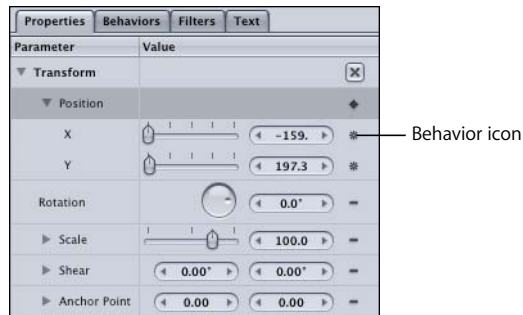 Properties Behaviors Filters Text
Parameter Value
Transform
Position
X -159.
Behavior icon
Y 197.3
Rotation 0.0°
Scale 100.0
Shear 0.00° 0.00°
Anchor Point 0.00 0.00